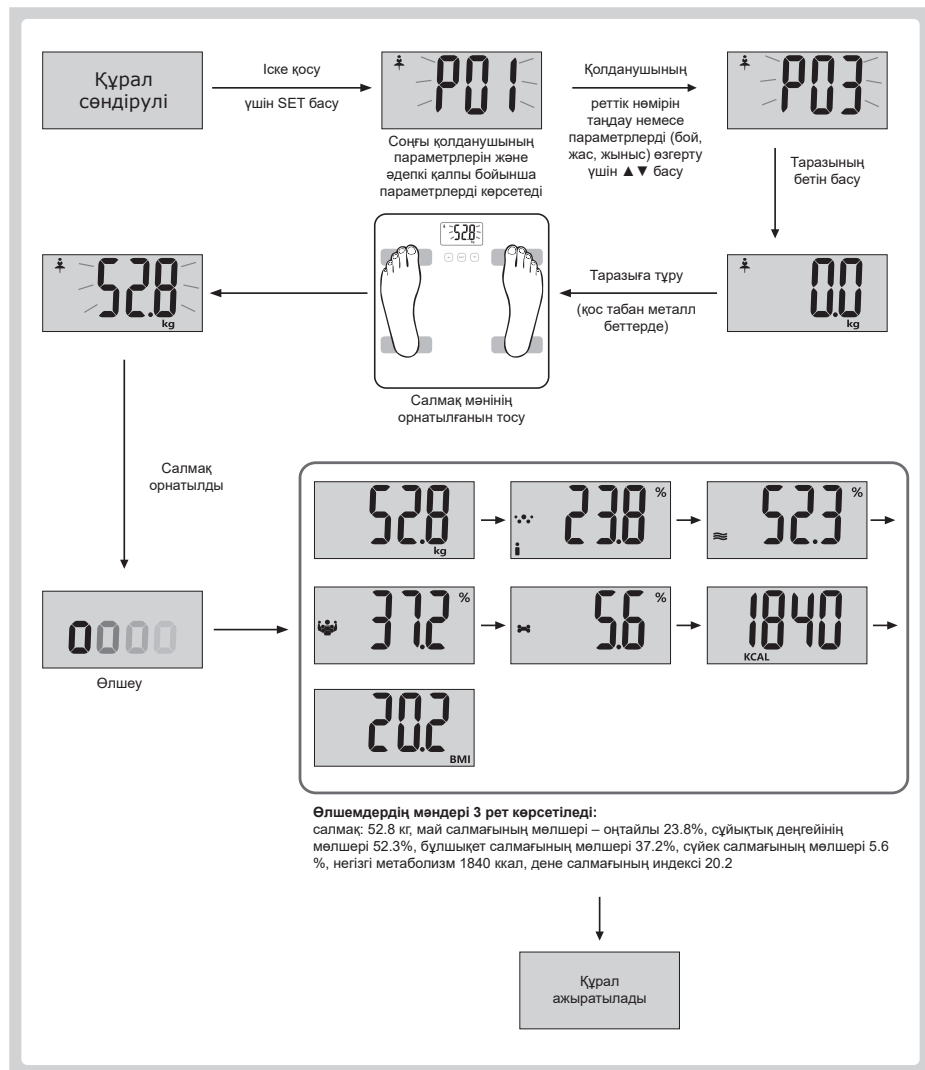 Құрал
сөндірулі
Іске қосу
үшін SET басу
P01
Соңғы қолданушының
параметрлерін және
әдепкі қалпы бойынша
параметрлерді көрсетеді
Қолданушының
реттік нөмірін
таңдау немесе
параметрлерді (бой,
жас, жыныс) өзгерту
үшін ▲▼ басу
P03
Таразының
бетін басу
0.0
kg
Таразыға тұру
(қос табан металл
беттерде)
52.8
kg
Салмақ мәнінің
орнатылғанын тосу
52.8
kg
Салмақ
орнатылды
Өлшеу
52.8
kg
23.8 %
52.3 %
37.2 %
5.6 %
1840
KCAL
20.2
BMI
Өлшемдердің мәндері 3 рет көрсетіледі:
салмақ: 52.8 кг, май салмағының мөлшері – оңтайлы 23.8%, сұйықтық деңгейінің
мөлшері 52.3%, бұлшықет салмағының мөлшері 37.2%, сүйек салмағының мөлшері 5.6
%, негізгі метаболизм 1840 ккал, дене салмағының индексі 20.2
Құрал
ажыратылады